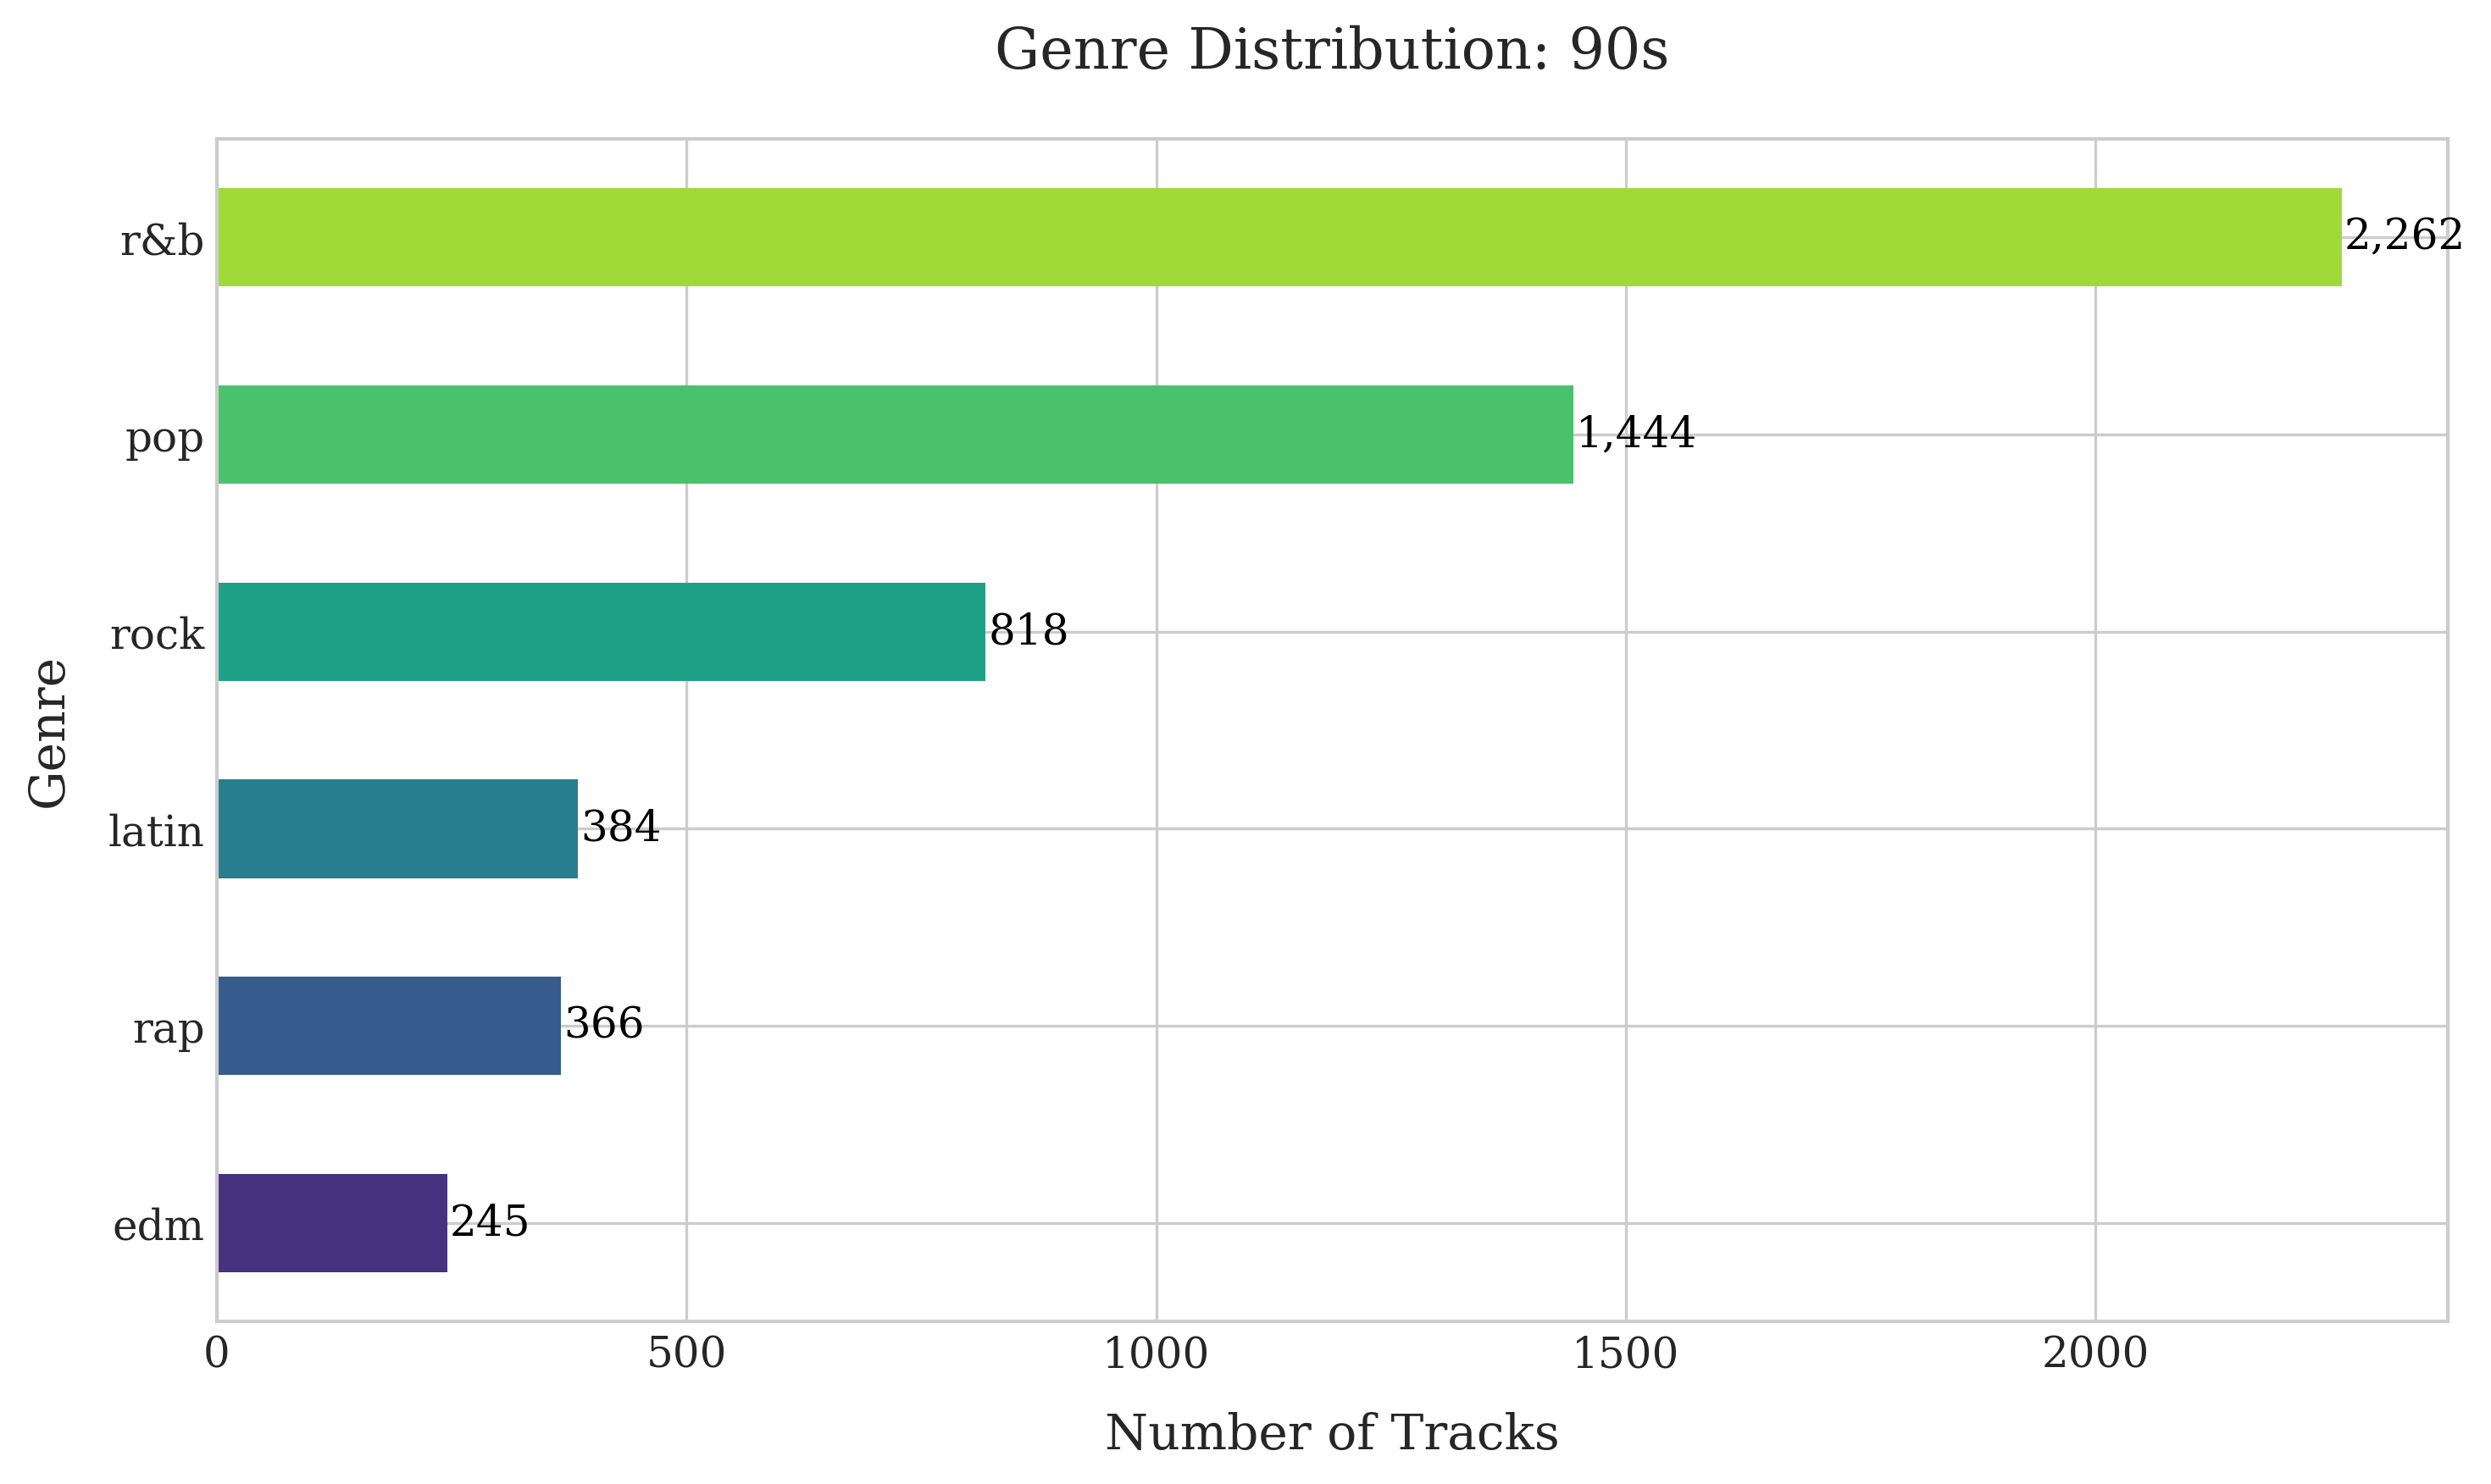 Genre Distribution: 90s
r&b
2,262
pop
1,444
rock
818
latin
384
rap
366
edm
245
Genre
0
500
1000
1500
2000
Number of Tracks